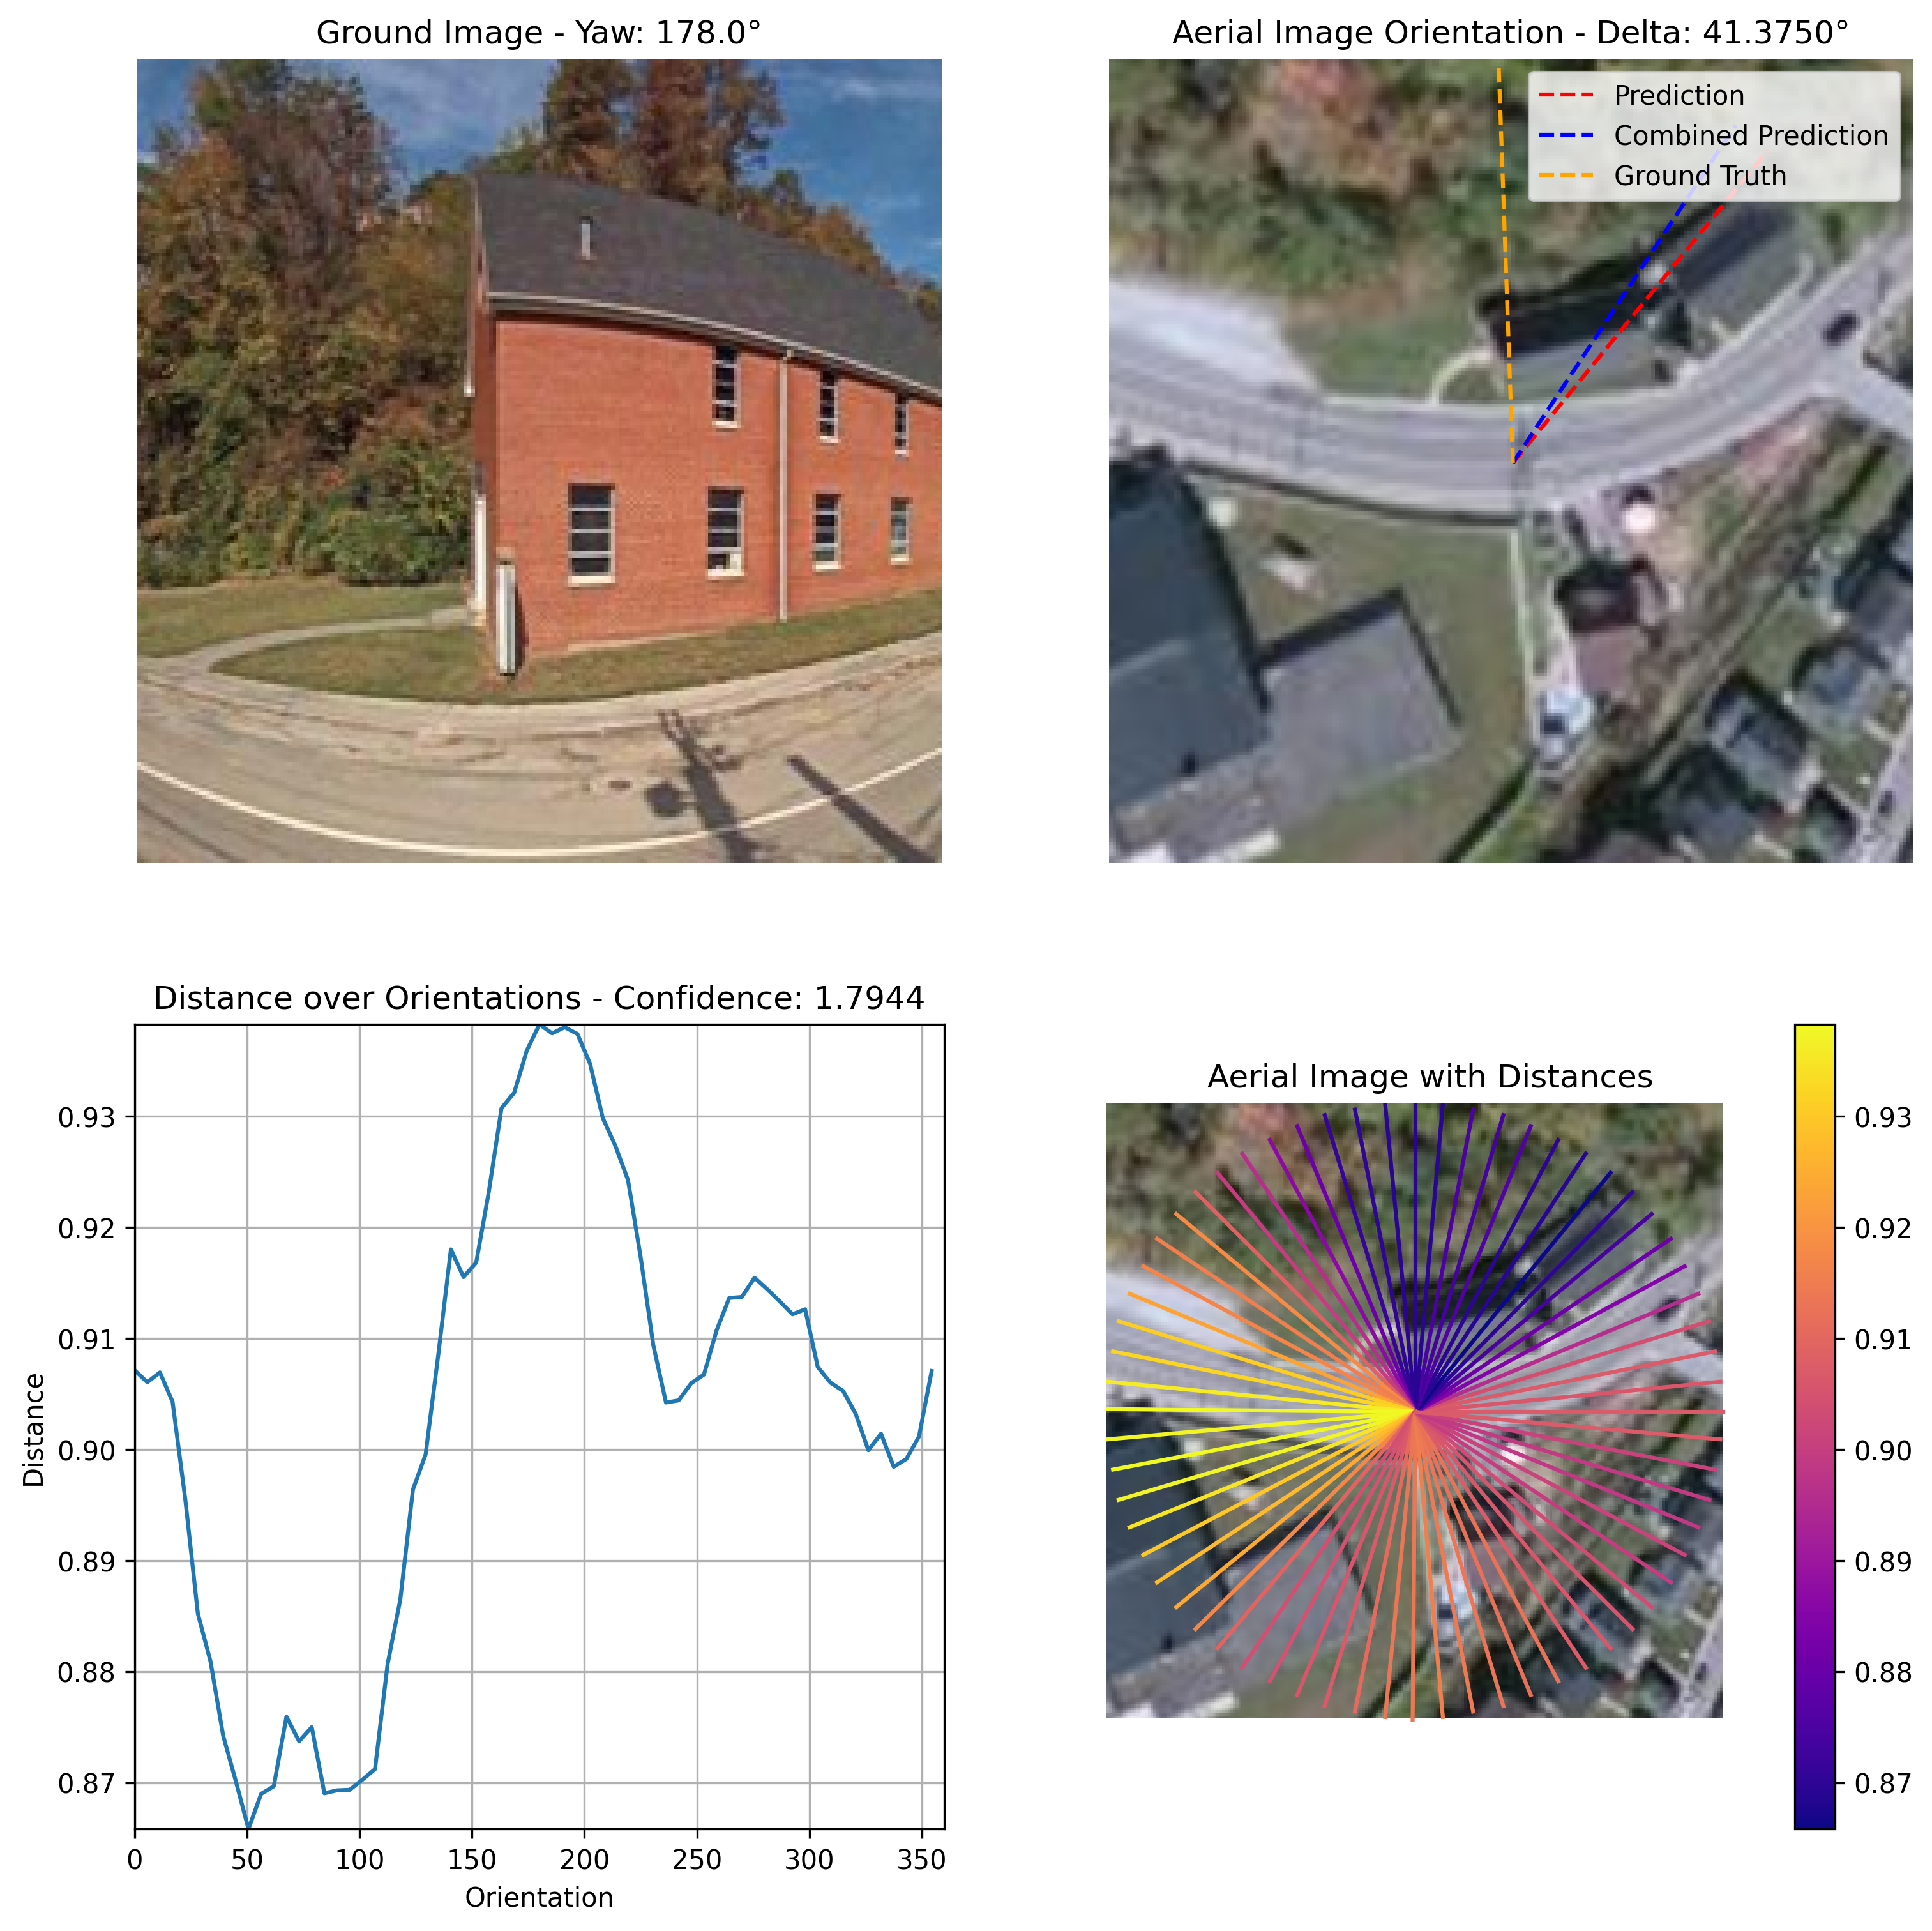 Ground Image - Yaw: 178.0°
Aerial Image Orientation - Delta: 41.3750°
Prediction
Combined Prediction
Ground Truth
Distance over Orientations - Confidence: 1.7944
0.93
0.92
0.91
0.90
0.89
0.88
0.87
Distance
0
50
100
150
200
250
300
350
Orientation
Aerial Image with Distances
0.93
0.92
0.91
0.90
0.89
0.88
0.87